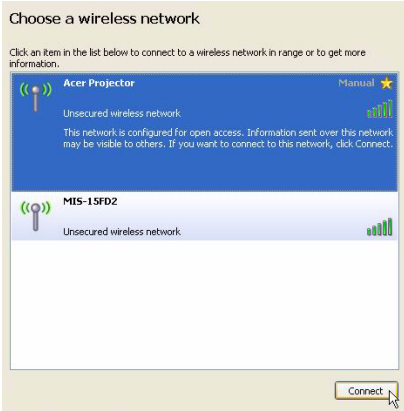 Choose a wireless network
Click an item in the list below to connect to a wireless network in range or to get more
information.
Acer Projector
Manual
Unsecured wireless network
This network is configured for open access. Information sent over this network
may be visible to others. If you want to connect to this network, click Connect.
MIS-15FD2
Unsecured wireless network
Connect